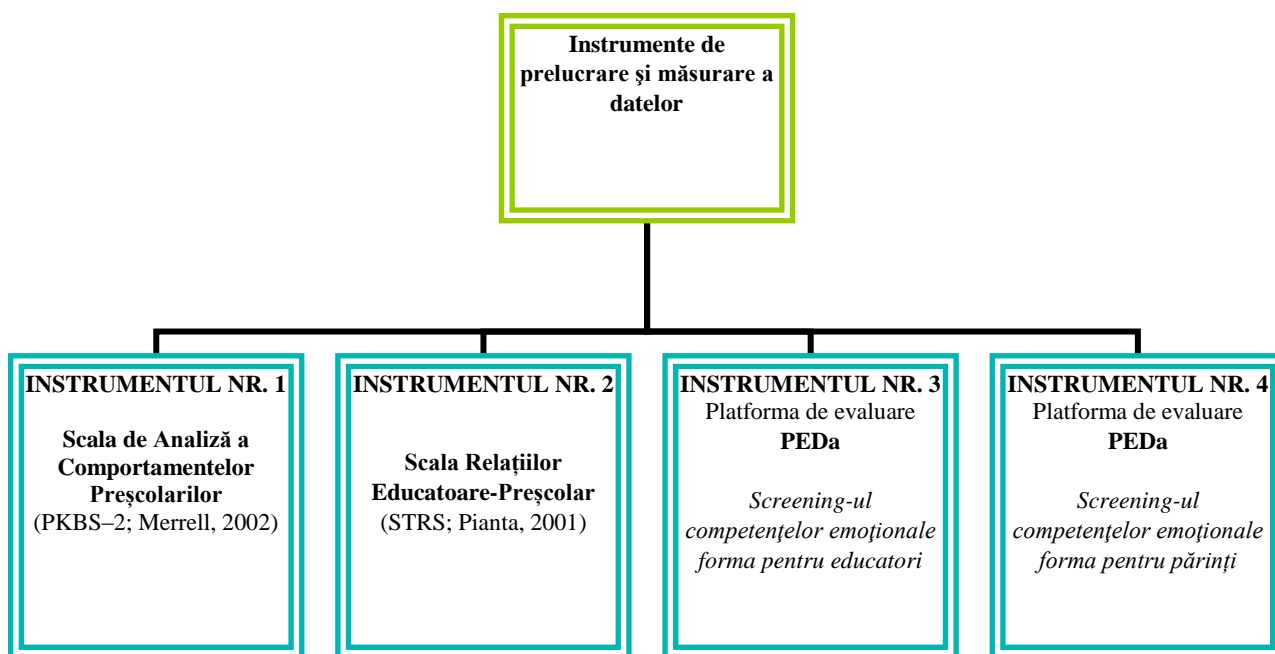 Instrumente de
prelucrare şi măsurare a
datelor
INSTRUMENTUL NR. 1
Scala de Analiză a
Comportamentelor
Preșcolarilor
(PKBS–2; Merrell, 2002)
INSTRUMENTUL NR. 2
Scala Relațiilor
Educatoare-Preșcolar
(STRS; Pianta, 2001)
INSTRUMENTUL NR. 3
Platforma de evaluare
PEDa
Screening-ul
competenţelor emoţionale
forma pentru educatori
INSTRUMENTUL NR. 4
Platforma de evaluare
PEDa
Screening-ul
competenţelor emoţionale
forma pentru părinți